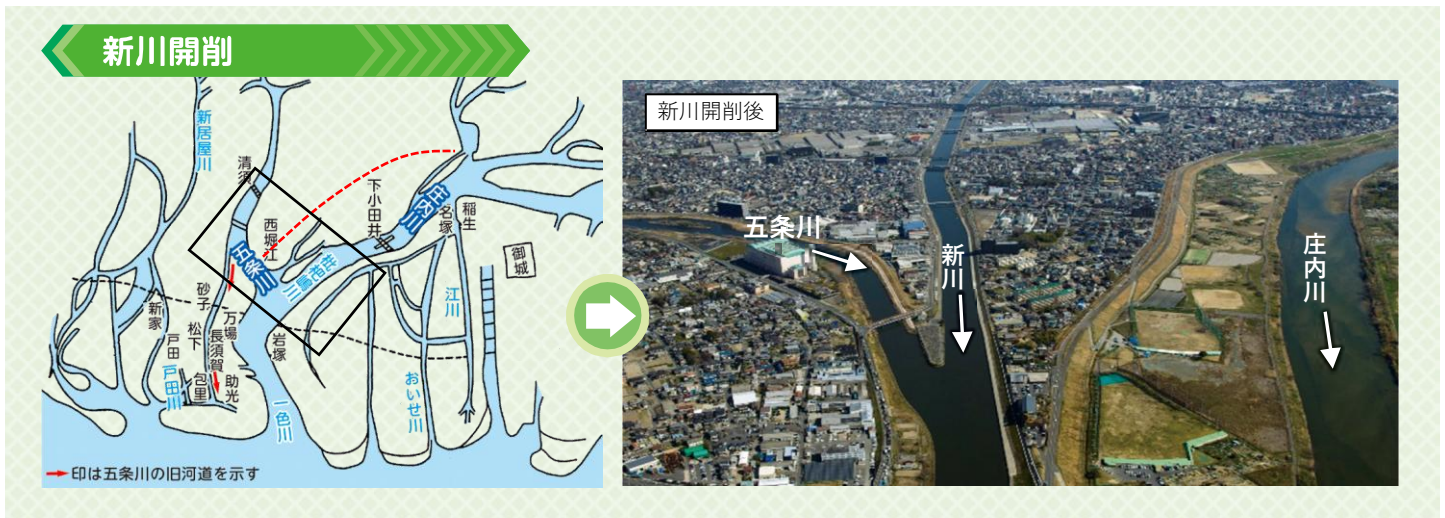 新川開削
新居屋川
清須
西堀江
五条川
下小田井
庄内川
名塚
稲生
御城
枇杷島川
江川
砂子
万場
新家
松下
長須賀
戸田
岩塚
包里
助光
戸田川
一色川
おいせ川
印は五条川の旧河道を示す
新川開削後
五条川
新川
庄内川